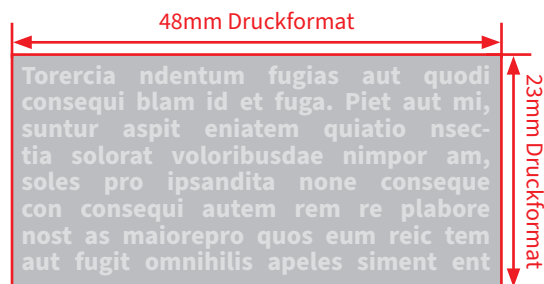 48mm Druckformat
Torercia ndentum fugias aut quodi
consequi blam id et fuga. Piet aut mi,
suntur aspit eniatem quiatio nsec-
tia solorat voloribusdae nimpor am,
soles pro ipsandita none conseque
con consequi autem rem re plabore
nost as maiorepro quos eum reic tem
aut fugit omnihilis apeles siment ent
23mm Druckformat